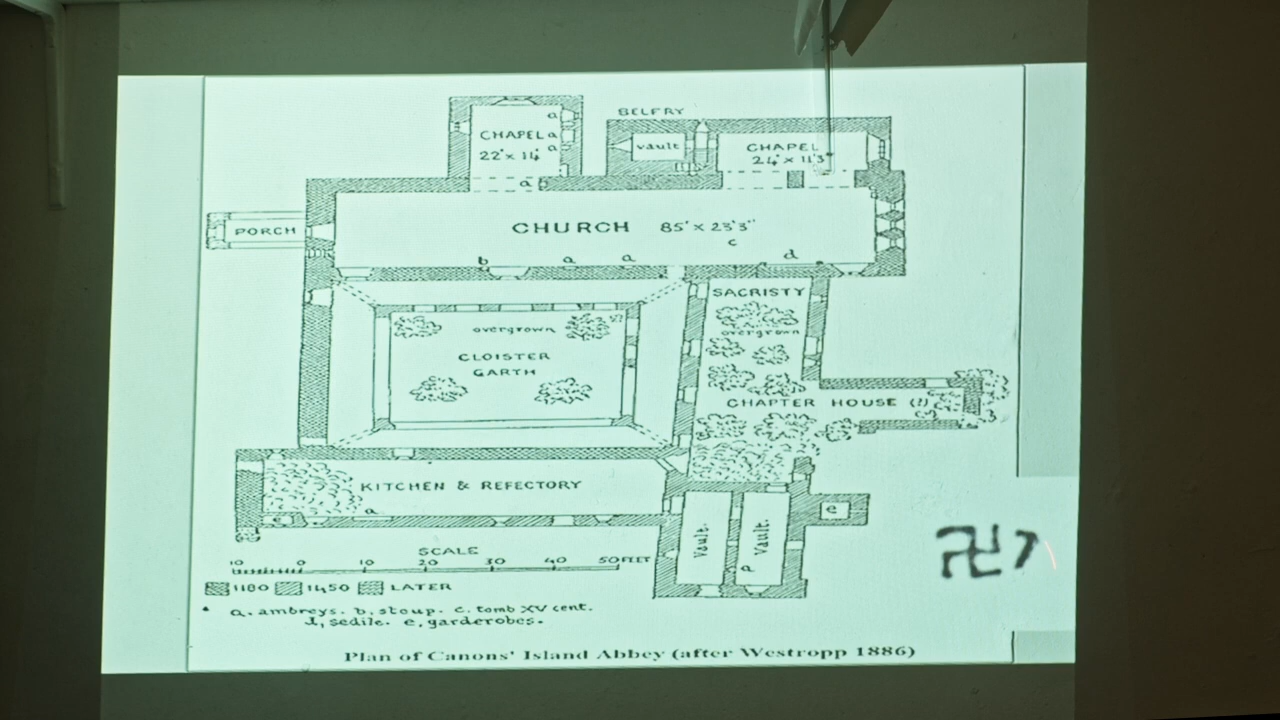 BELFRY
CHAPEL
22' x 14'
a
a
a
a
vault
CHAPEL
24' x 11'3"
PORCH
CHURCH 85' x 23'3"
c
b a a d
SACRISTY
overgrown
overgrown
CLOISTER
GARTH
CHAPTER HOUSE (?)
KITCHEN & REFECTORY
a
e
e
Vault.
Vault.
P
SCALE
10 0 10 20 30 40 50 FEET
1180 1450 LATER
a. ambreys. b, stoup. c. tomb XV cent.
d, sedile. e, garderobes.
Plan of Canons' Island Abbey (after Westropp 1886)